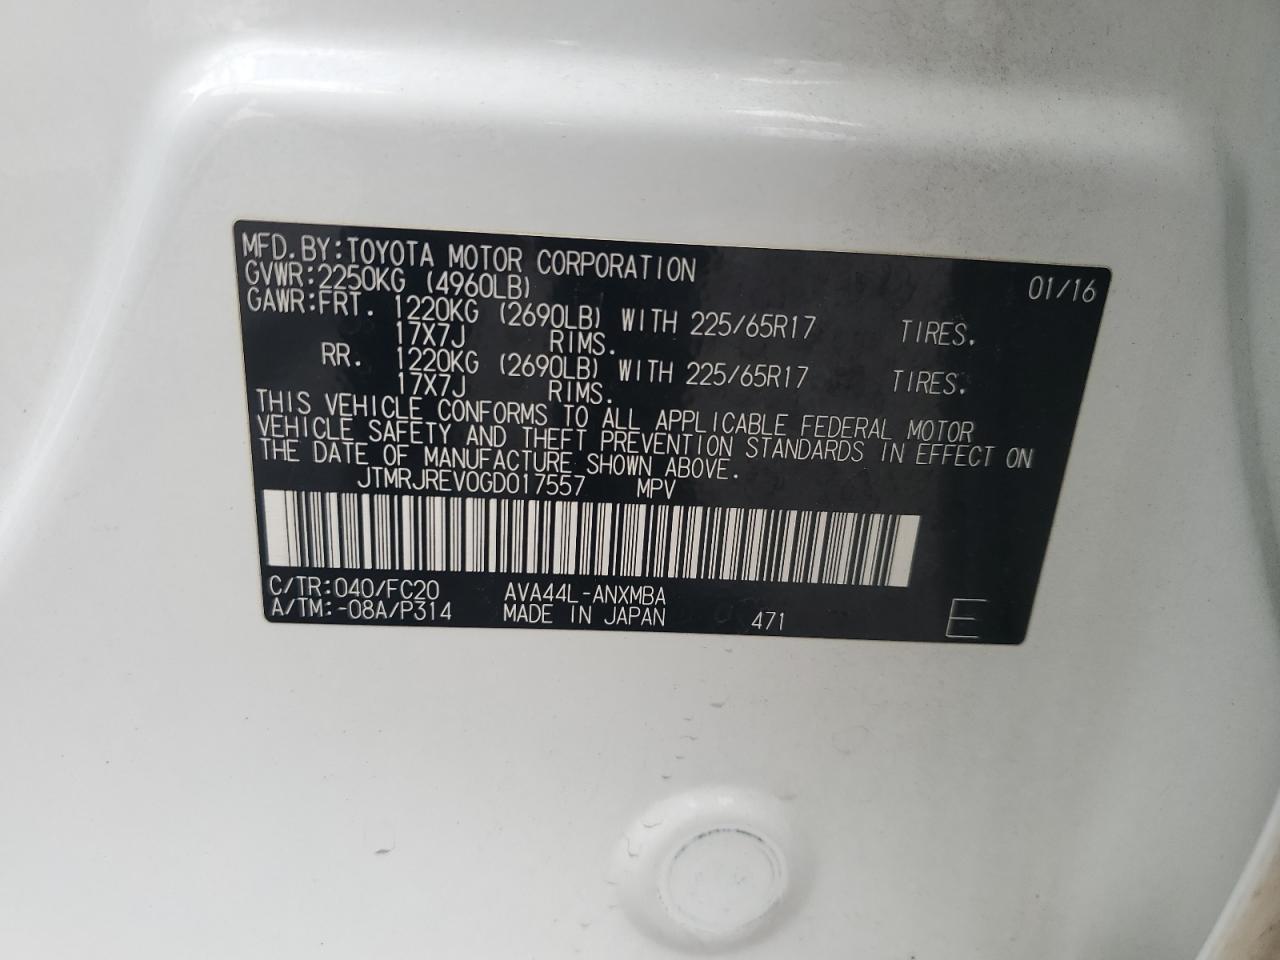 MFD. BY: TOYOTA MOTOR CORPORATION 01/16
GVWR: 2250KG (4960LB)
GAWR: FRT. 1220KG (2690LB) WITH 225/65R17 TIRES.
17X7J RIMS.
RR. 1220KG (2690LB) WITH 225/65R17 TIRES.
17X7J RIMS.
THIS VEHICLE CONFORMS TO ALL APPLICABLE FEDERAL MOTOR
VEHICLE SAFETY AND THEFT PREVENTION STANDARDS IN EFFECT ON
THE DATE OF MANUFACTURE SHOWN ABOVE.
JTMRJREV0GD017557 MPV
C/TR: 040/FC20 AVA44L-ANXMBA
A/TM: -08A/P314 MADE IN JAPAN 471 E